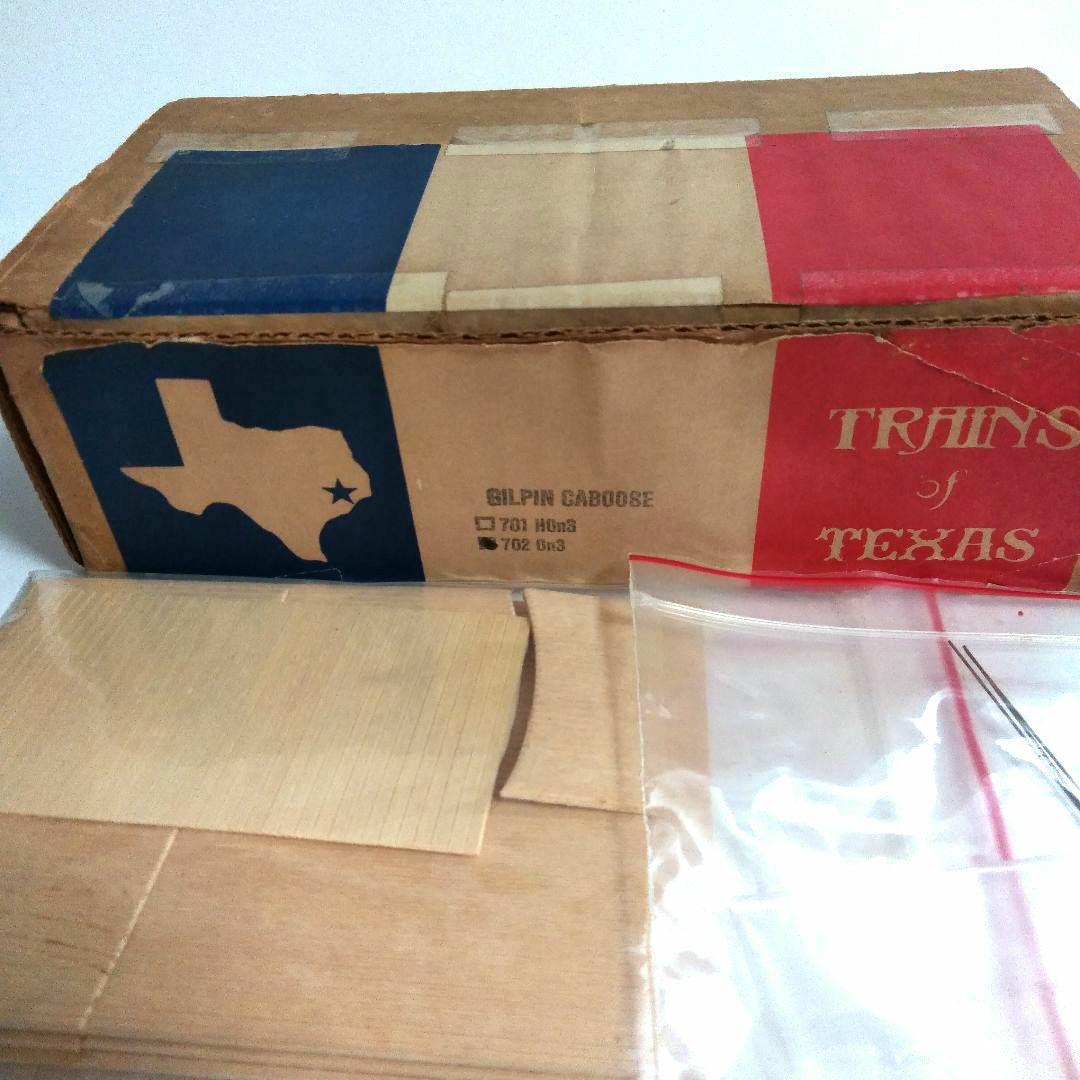 GILPIN CABOOSE
701 HOn3
702 On3
TRAINS
of
TEXAS